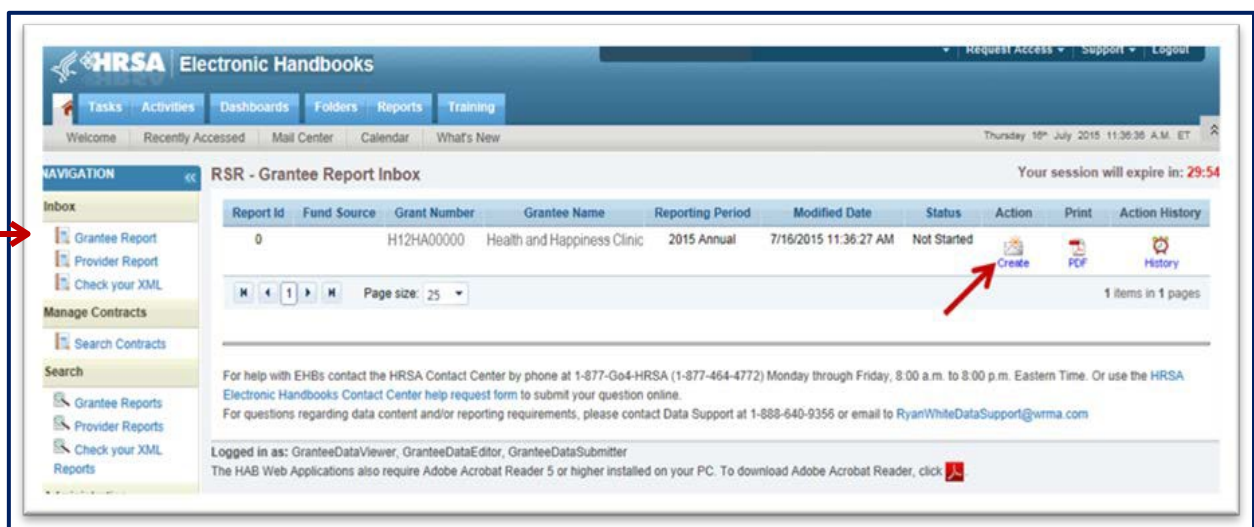 HRSA Electronic Handbooks
Request Access Support Logout
Tasks Activities Dashboards Folders Reports Training
Welcome Recently Accessed Mail Center Calendar What's New Thursday 16th July 2015 11:36:36 A.M. ET
NAVIGATION
RSR - Grantee Report Inbox Your session will expire in: 29:54
Inbox
Grantee Report
Provider Report
Check your XML
Manage Contracts
Search Contracts
Search
Grantee Reports
Provider Reports
Check your XML
Reports
Report Id Fund Source Grant Number Grantee Name Reporting Period Modified Date Status Action Print Action History
0 H12HA00000 Health and Happiness Clinic 2015 Annual 7/16/2015 11:36:27 AM Not Started
Create PDF History
1 Page size: 25 1 items in 1 pages
For help with EHBs contact the HRSA Contact Center by phone at 1-877-Go4-HRSA (1-877-464-4772) Monday through Friday, 8:00 a.m. to 8:00 p.m. Eastern Time. Or use the HRSA
Electronic Handbooks Contact Center help request form to submit your question online.
For questions regarding data content and/or reporting requirements, please contact Data Support at 1-888-640-9356 or email to RyanWhiteDataSupport@wrma.com
Logged in as: GranteeDataViewer, GranteeDataEditor, GranteeDataSubmitter
The HAB Web Applications also require Adobe Acrobat Reader 5 or higher installed on your PC. To download Adobe Acrobat Reader, click